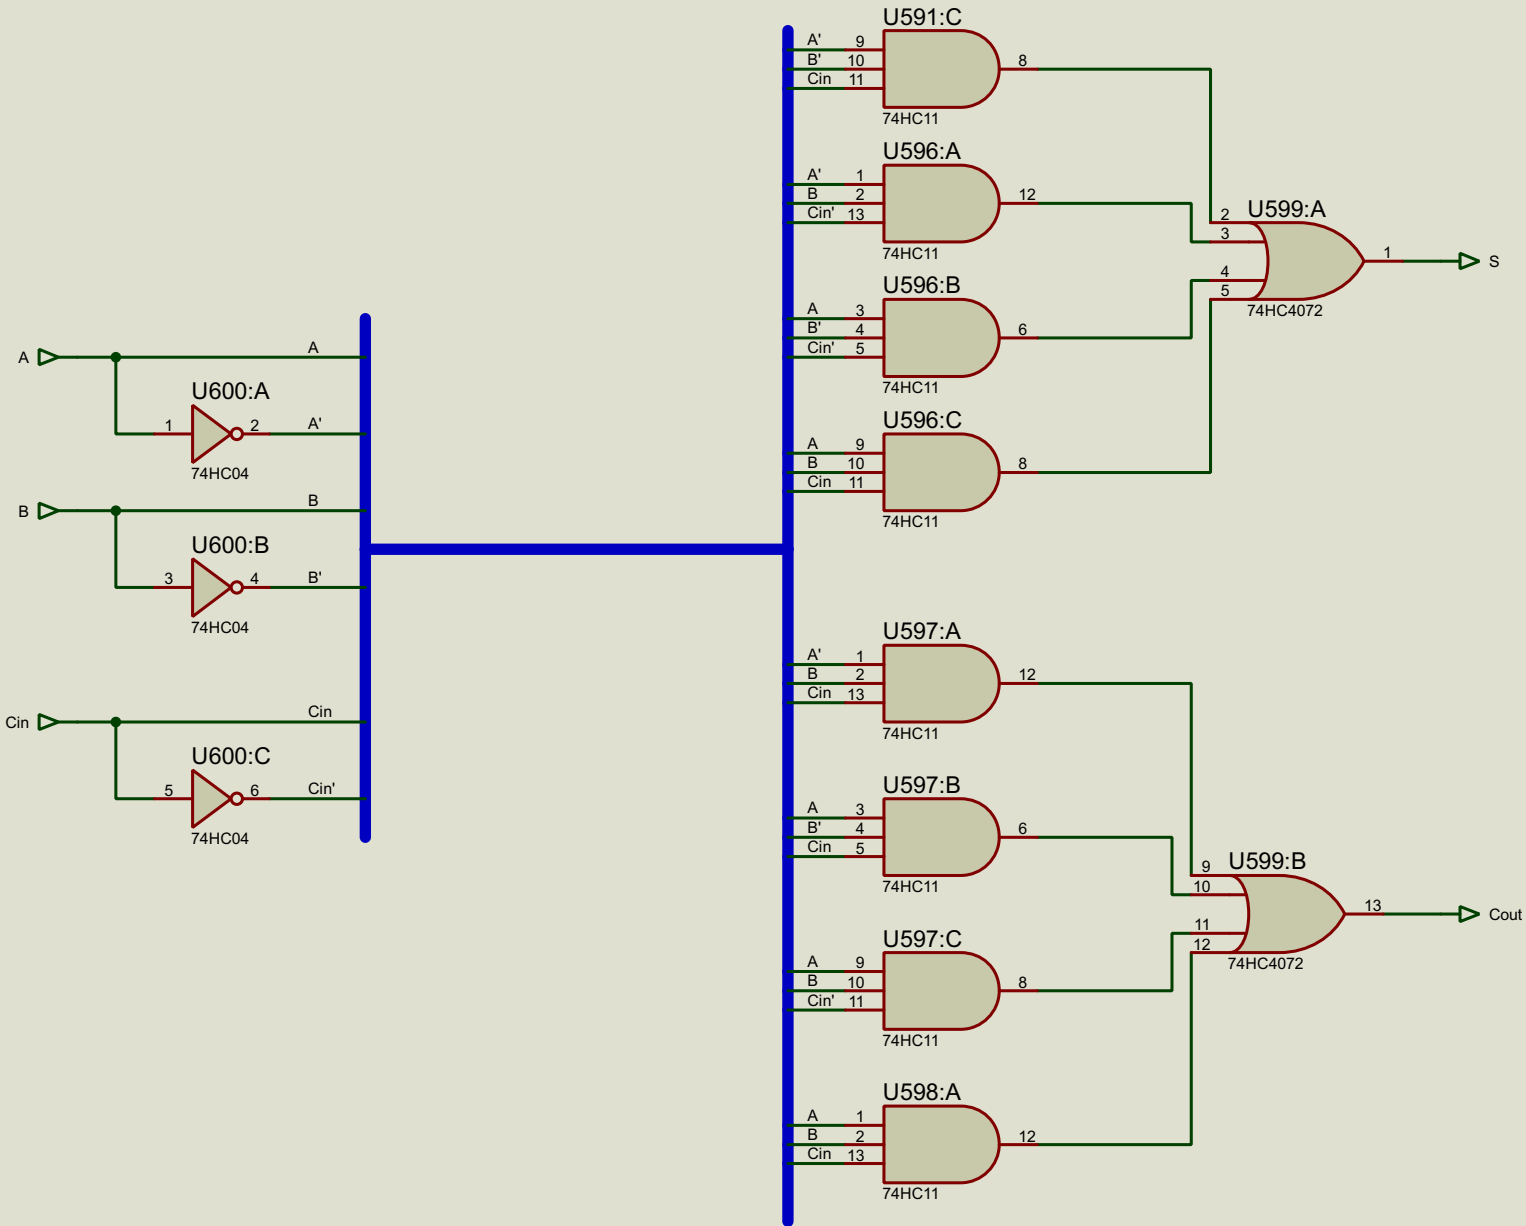 U591:C
A' 9
B' 10
Cin 11
8
74HC11
U596:A
A' 1
B 2
Cin' 13
12
74HC11
U599:A
2
3
4
5
1
S
74HC4072
U596:B
A 3
B' 4
Cin' 5
6
74HC11
U596:C
A 9
B 10
Cin 11
8
74HC11
A
A
U600:A
1
2
A'
74HC04
B
B
U600:B
3
4
B'
74HC04
Cin
Cin
U600:C
5
6
Cin'
74HC04
U597:A
A' 1
B 2
Cin 13
12
74HC11
U597:B
A 3
B' 4
Cin 5
6
74HC11
U599:B
9
10
11
12
13
Cout
74HC4072
U597:C
A 9
B 10
Cin' 11
8
74HC11
U598:A
A 1
B 2
Cin 13
12
74HC11